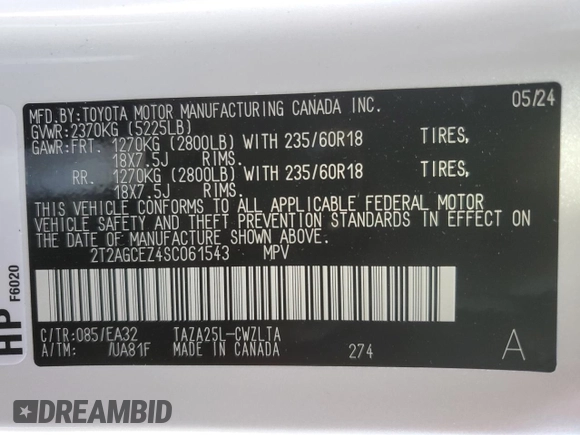 MFD.BY:TOYOTA MOTOR MANUFACTURING CANADA INC. 05/24
GVWR:2370KG (5225LB)
GAWR:FRT. 1270KG (2800LB) WITH 235/60R18 TIRES,
18X7.5J RIMS.
RR. 1270KG (2800LB) WITH 235/60R18 TIRES,
18X7.5J RIMS.
THIS VEHICLE CONFORMS TO ALL APPLICABLE FEDERAL MOTOR
VEHICLE SAFETY AND THEFT PREVENTION STANDARDS IN EFFECT ON
THE DATE OF MANUFACTURE SHOWN ABOVE.
2T2AGCEZ4SC061543 MPV
C/TR:085/EA32 TAZA25L-CWZLTA
A/TM: /UA81F MADE IN CANADA 274 A
HP F6020
DREAMBID